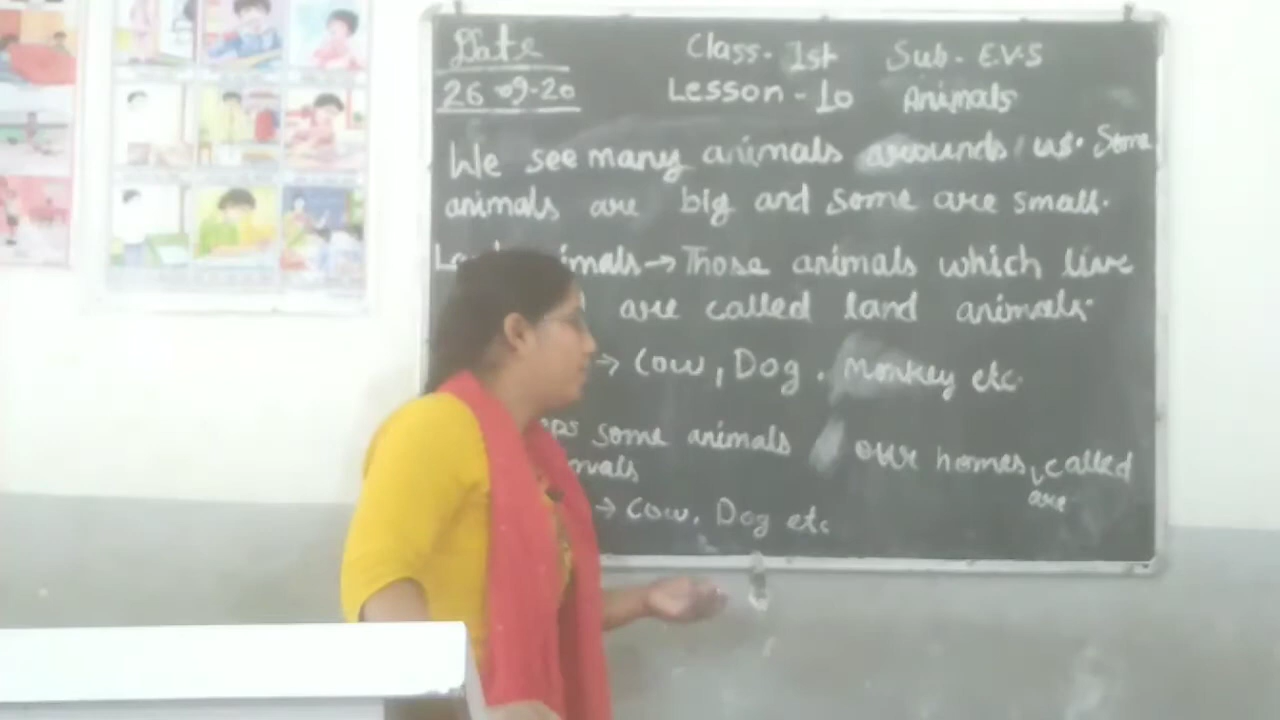 Date Class - 1st Sub - E.V.S
26-09-20 Lesson - 10 Animals
We see many animals arounds us. Some
animals are big and some are small.
imals → Those animals which live
are called land animals.
→ Cow, Dog, Monkey etc.
eps some animals our homes, called
are
mals
→ Cow, Dog etc